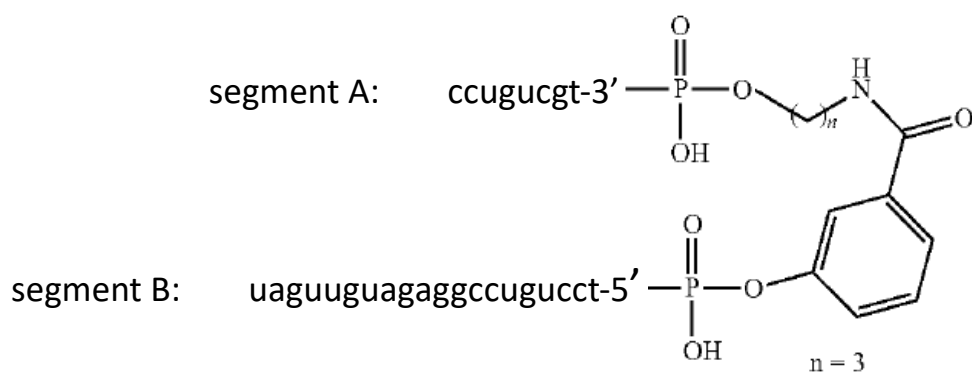 O
H
segment A: ccugucgt-3’ P O ( )n N
O
OH
O
segment B: uaguuguagaggccugucct-5’ P O
OH
n = 3